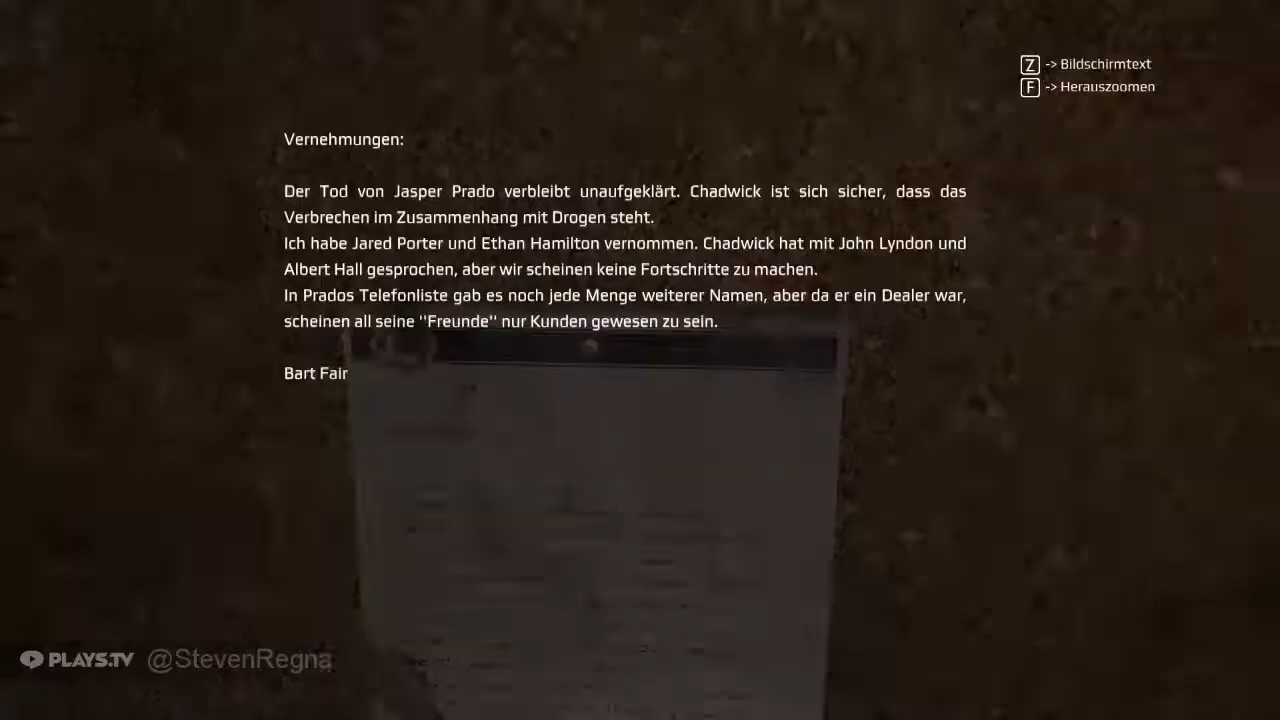 Z -> Bildschirmtext
F -> Herauszoomen
Vernehmungen:
Der Tod von Jasper Prado verbleibt unaufgeklärt. Chadwick ist sich sicher, dass das
Verbrechen im Zusammenhang mit Drogen steht.
Ich habe Jared Porter und Ethan Hamilton vernommen. Chadwick hat mit John Lyndon und
Albert Hall gesprochen, aber wir scheinen keine Fortschritte zu machen.
In Prados Telefonliste gab es noch jede Menge weiterer Namen, aber da er ein Dealer war,
scheinen all seine "Freunde" nur Kunden gewesen zu sein.
Bart Fair
PLAYS.TV @StevenRegna